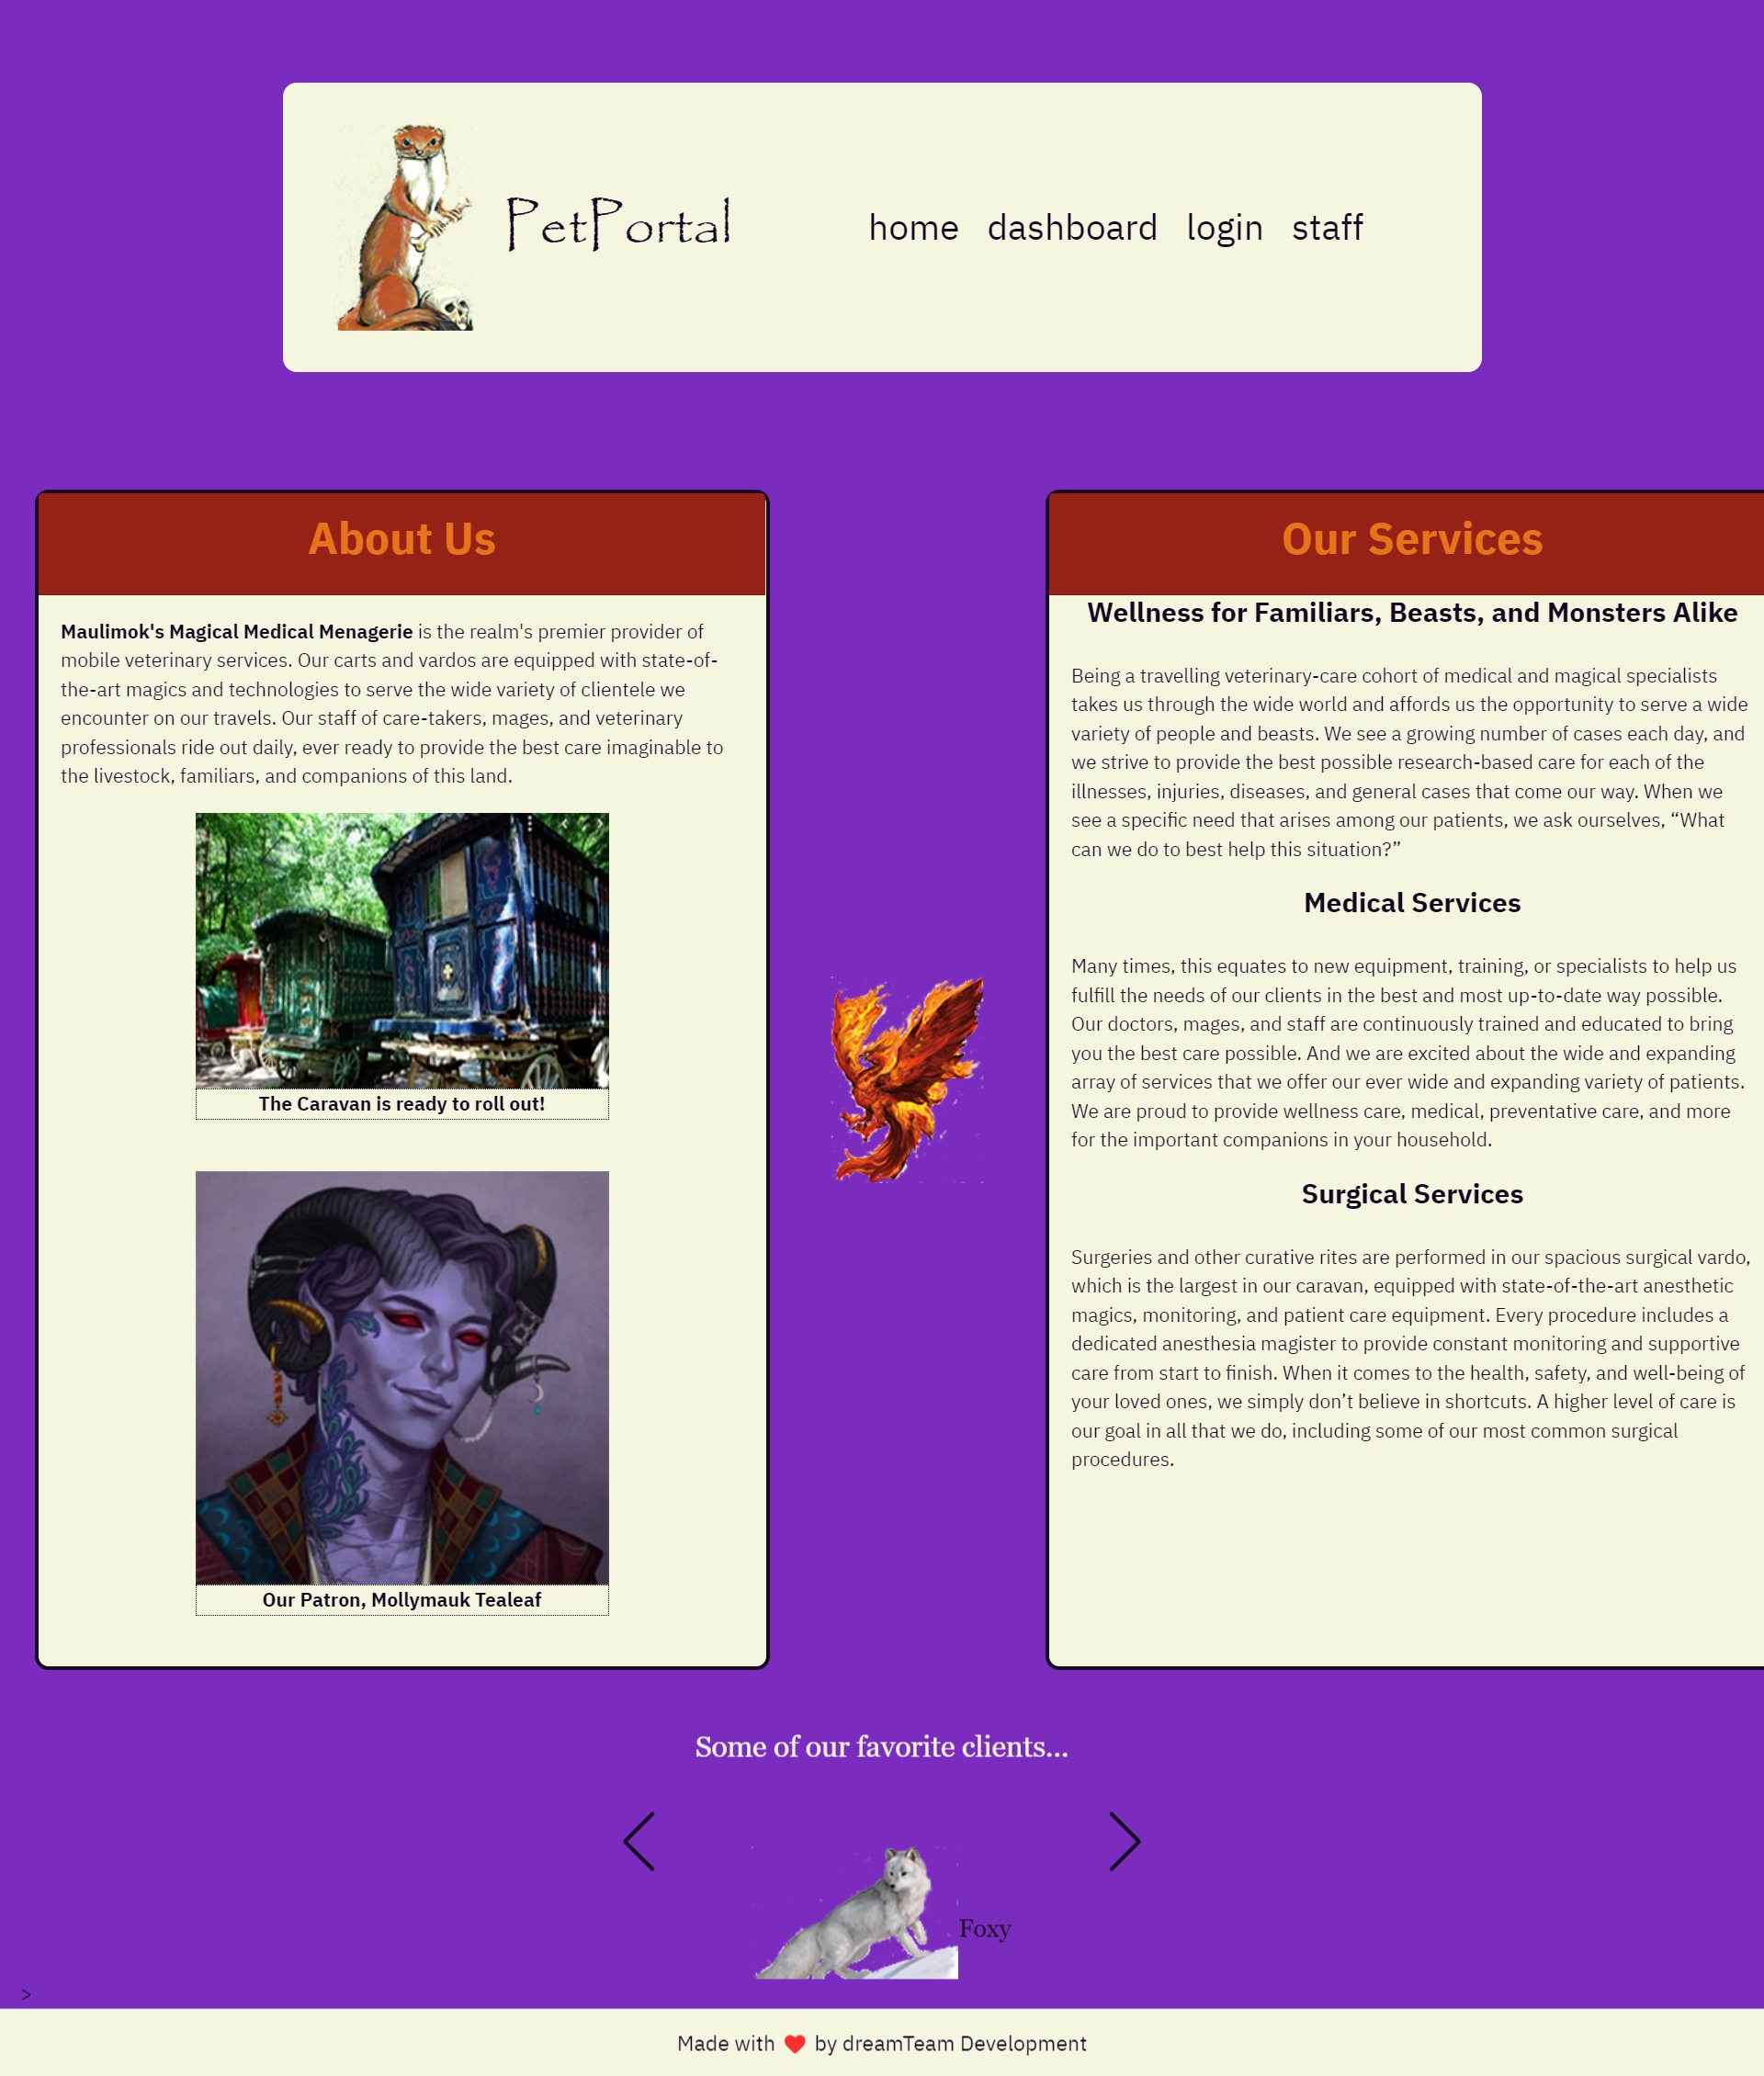 PetPortal
home dashboard login staff
About Us
Maulimok's Magical Medical Menagerie is the realm's premier provider of
mobile veterinary services. Our carts and vardos are equipped with state-of-
the-art magics and technologies to serve the wide variety of clientele we
encounter on our travels. Our staff of care-takers, mages, and veterinary
professionals ride out daily, ever ready to provide the best care imaginable to
the livestock, familiars, and companions of this land.
The Caravan is ready to roll out!
Our Patron, Mollymauk Tealeaf
Our Services
Wellness for Familiars, Beasts, and Monsters Alike
Being a travelling veterinary-care cohort of medical and magical specialists
takes us through the wide world and affords us the opportunity to serve a wide
variety of people and beasts. We see a growing number of cases each day, and
we strive to provide the best possible research-based care for each of the
illnesses, injuries, diseases, and general cases that come our way. When we
see a specific need that arises among our patients, we ask ourselves, “What
can we do to best help this situation?”
Medical Services
Many times, this equates to new equipment, training, or specialists to help us
fulfill the needs of our clients in the best and most up-to-date way possible.
Our doctors, mages, and staff are continuously trained and educated to bring
you the best care possible. And we are excited about the wide and expanding
array of services that we offer our ever wide and expanding variety of patients.
We are proud to provide wellness care, medical, preventative care, and more
for the important companions in your household.
Surgical Services
Surgeries and other curative rites are performed in our spacious surgical vardo,
which is the largest in our caravan, equipped with state-of-the-art anesthetic
magics, monitoring, and patient care equipment. Every procedure includes a
dedicated anesthesia magister to provide constant monitoring and supportive
care from start to finish. When it comes to the health, safety, and well-being of
your loved ones, we simply don’t believe in shortcuts. A higher level of care is
our goal in all that we do, including some of our most common surgical
procedures.
Some of our favorite clients...
Foxy
>
Made with ❤️ by dreamTeam Development